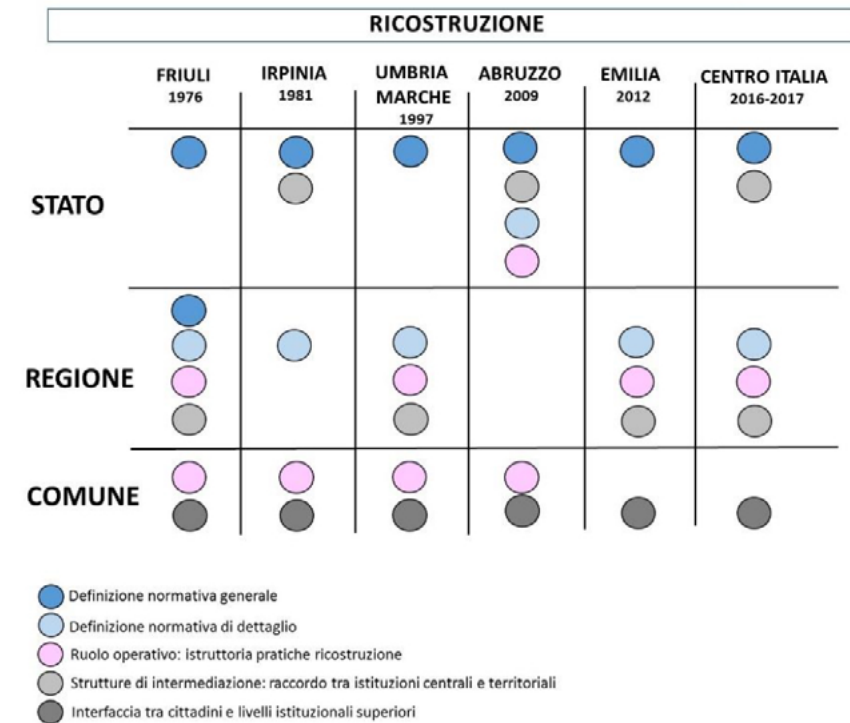 RICOSTRUZIONE
FRIULI
1976
IRPINIA
1981
UMBRIA
MARCHE
1997
ABRUZZO
2009
EMILIA
2012
CENTRO ITALIA
2016-2017
STATO
REGIONE
COMUNE
Definizione normativa generale
Definizione normativa di dettaglio
Ruolo operativo: istruttoria pratiche ricostruzione
Strutture di intermediazione: raccordo tra istituzioni centrali e territoriali
Interfaccia tra cittadini e livelli istituzionali superiori